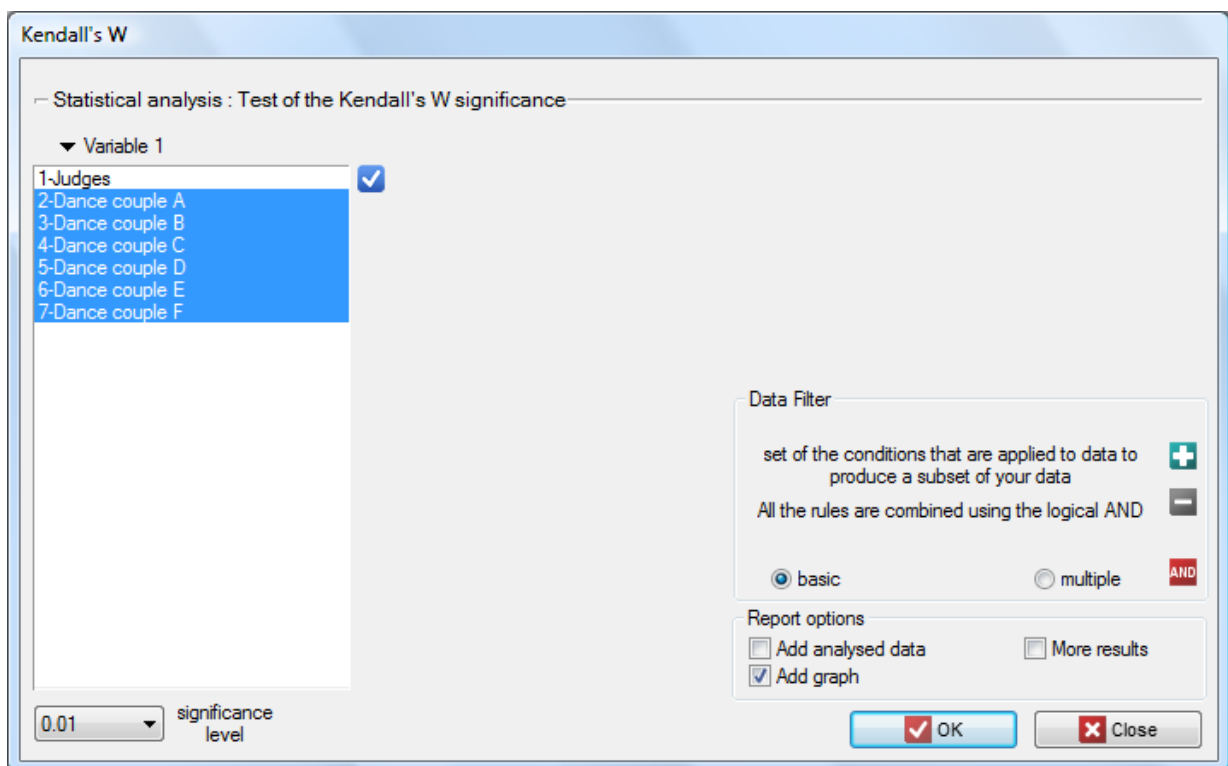 Kendall's W
Statistical analysis : Test of the Kendall's W significance
Variable 1
1-Judges
2-Dance couple A
3-Dance couple B
4-Dance couple C
5-Dance couple D
6-Dance couple E
7-Dance couple F
Data Filter
set of the conditions that are applied to data to
produce a subset of your data
All the rules are combined using the logical AND
basic
multiple
AND
Report options
Add analysed data
More results
Add graph
0.01
significance
level
OK
Close